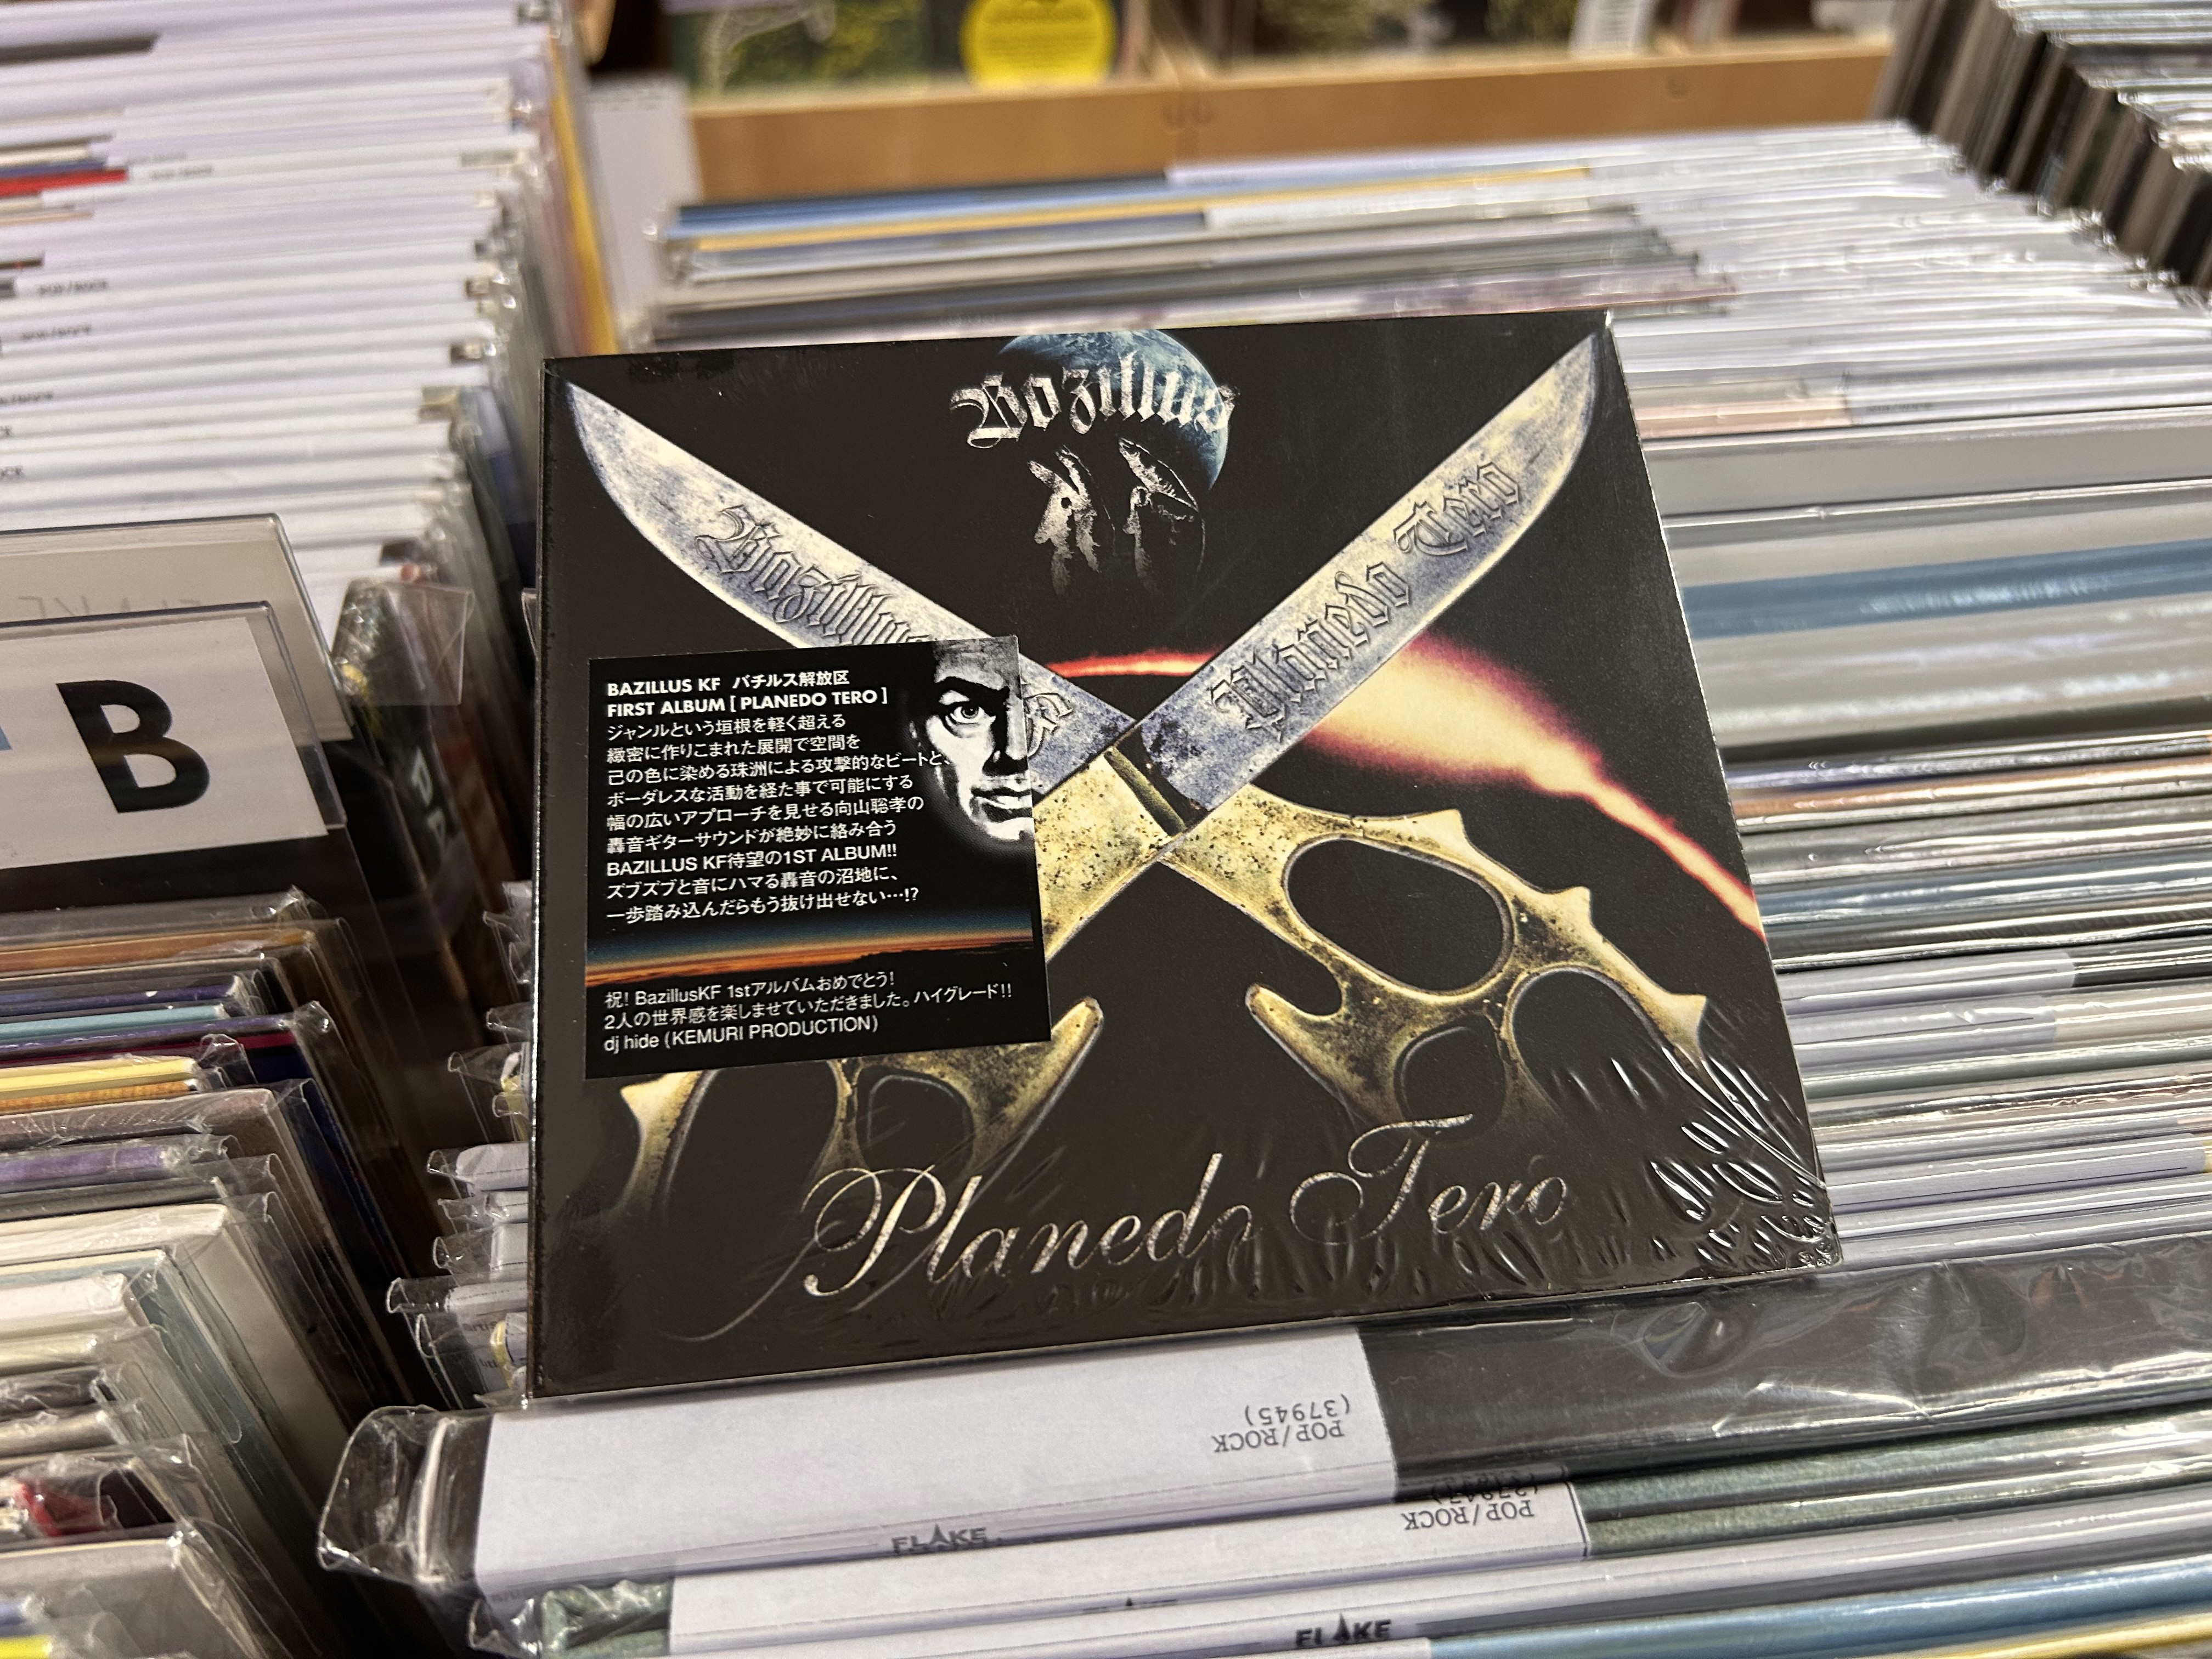 Bozillus
KF
Bazillus
Planedo Tero
BAZILLUS KF バチルス解放区
FIRST ALBUM [ PLANEDO TERO ]
ジャンルという垣根を軽く超える
緻密に作りこまれた展開で空間を
己の色に染める珠洲による攻撃的なビートと、
ボーダレスな活動を経た事で可能にする
幅の広いアプローチを見せる向山聡孝の
轟音ギターサウンドが絶妙に絡み合う
BAZILLUS KF待望の1ST ALBUM!!
ズブズブと音にハマる轟音の沼地に、
一歩踏み込んだらもう抜け出せない…!?
祝! BazillusKF 1stアルバムおめでとう!
2人の世界感を楽しませていただきました。ハイグレード!!
dj hide (KEMURI PRODUCTION)
Planedo Tero
B
POP/ROCK
(37945)
POP/ROCK
FLAKE
FLAKE